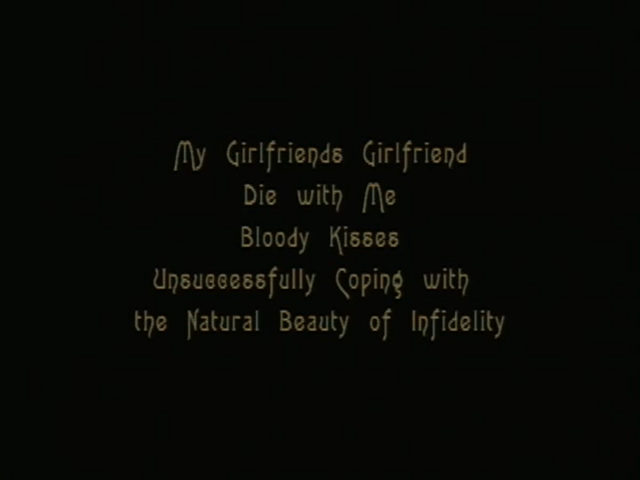 My Girlfriends Girlfriend
Die with Me
Bloody Kisses
Unsuccessfully Coping with
the Natural Beauty of Infidelity